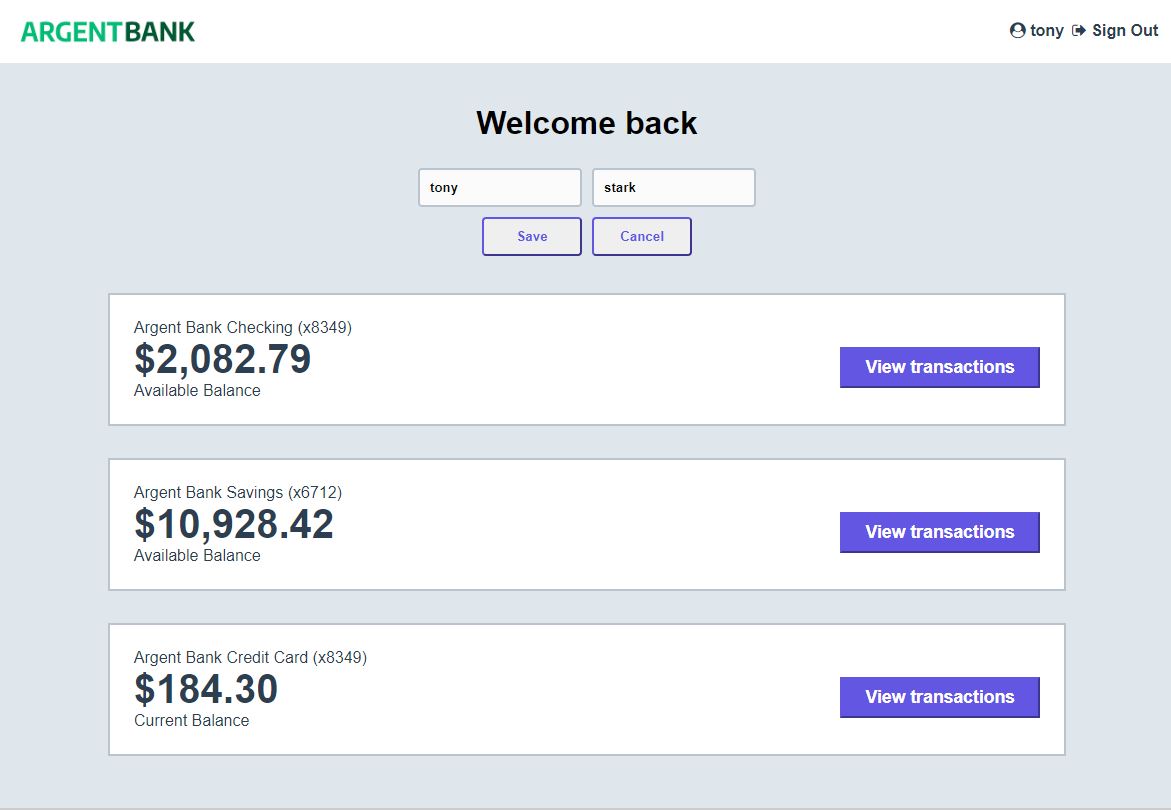 ARGENTBANK
tony Sign Out
Welcome back
tony stark
Save Cancel
Argent Bank Checking (x8349)
$2,082.79
Available Balance
View transactions
Argent Bank Savings (x6712)
$10,928.42
Available Balance
View transactions
Argent Bank Credit Card (x8349)
$184.30
Current Balance
View transactions